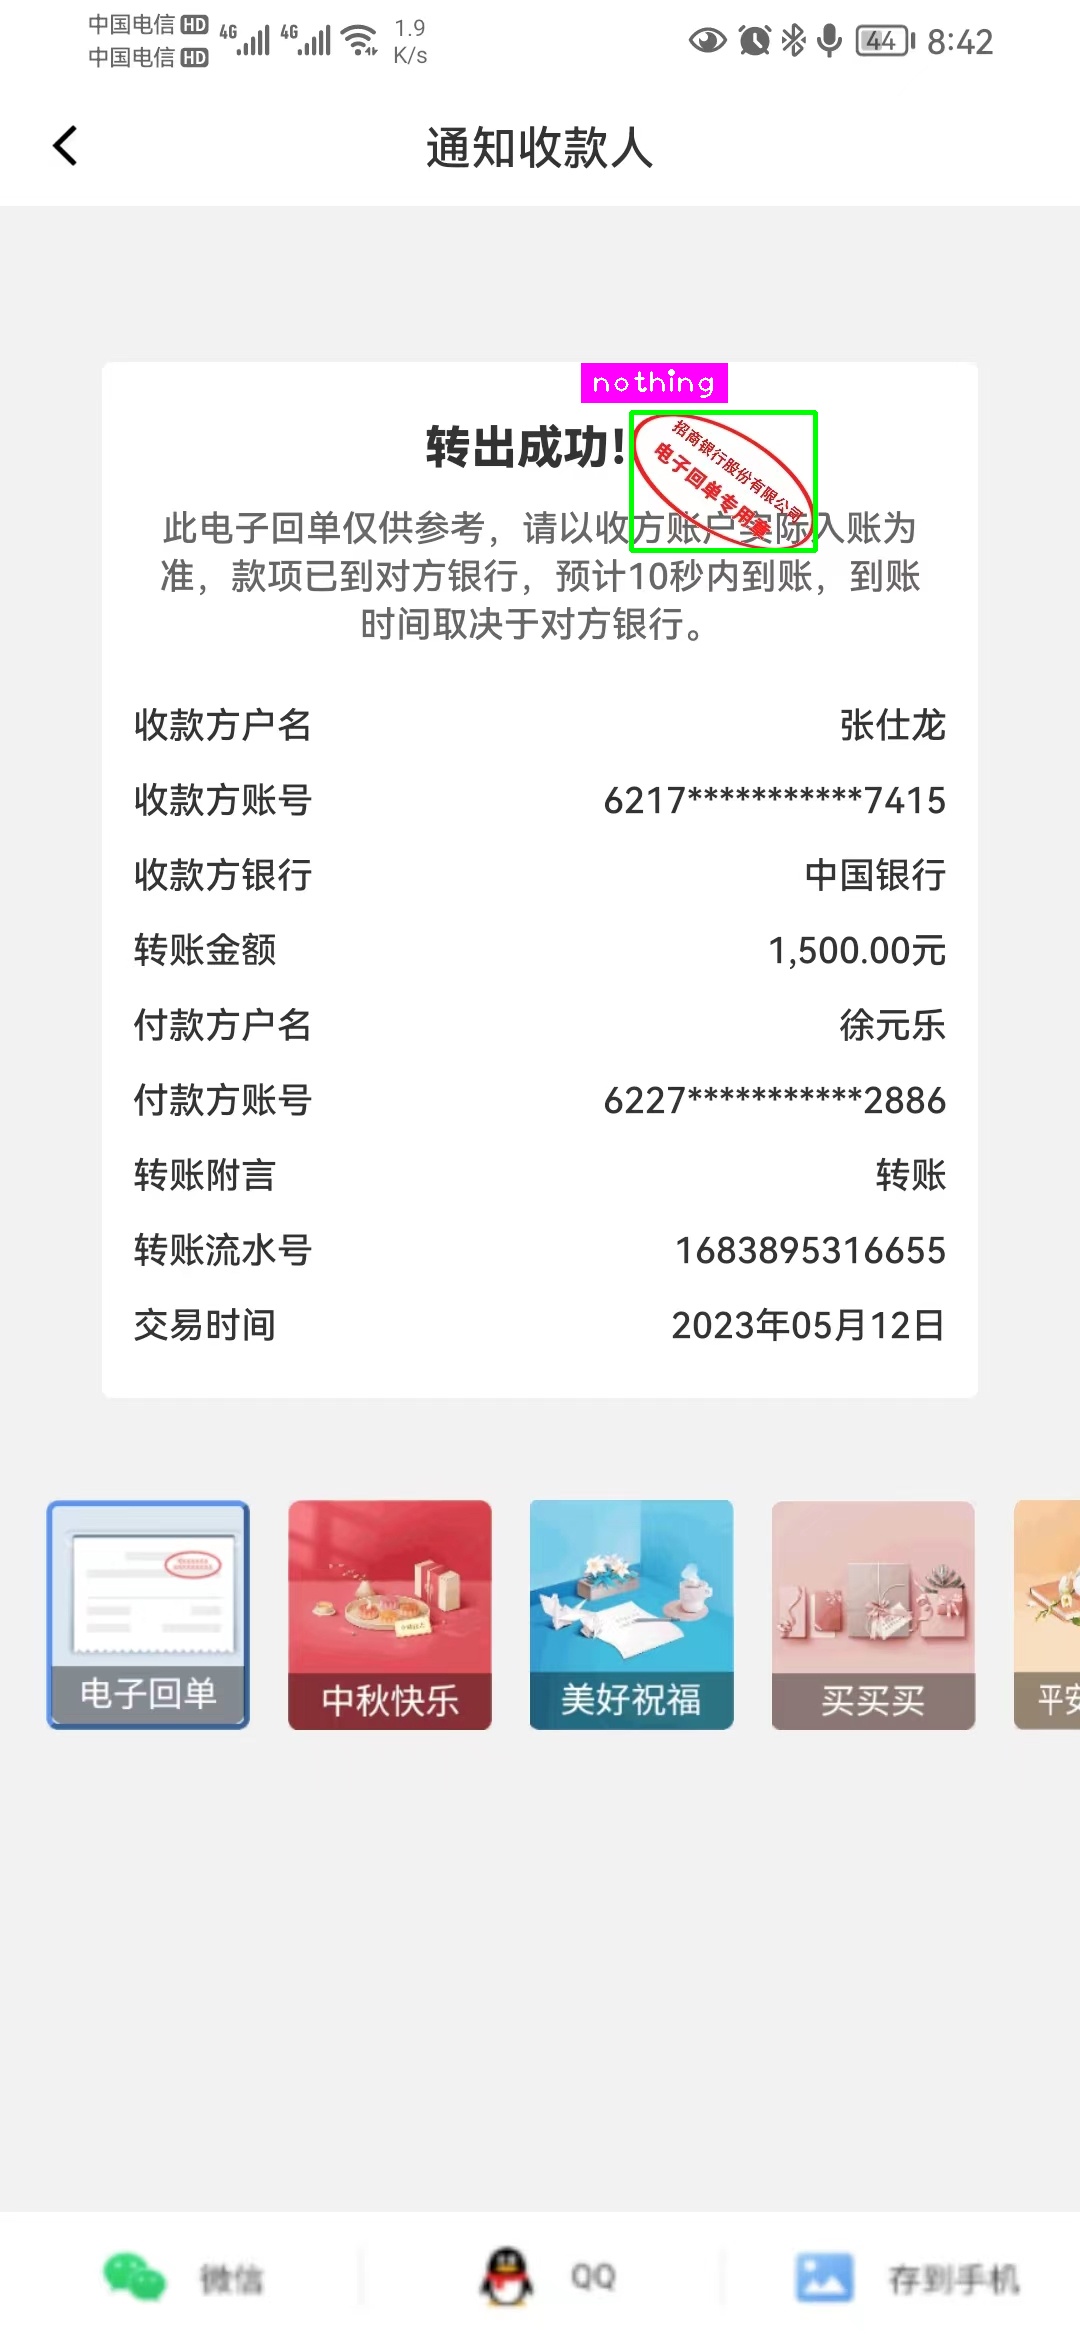 中国电信 HD 4G 4G 1.9 K/s 44 8:42
中国电信 HD
通知收款人
nothing
转出成功!
招商银行股份有限公司
电子回单专用章
此电子回单仅供参考，请以收方账户实际入账为
准，款项已到对方银行，预计10秒内到账，到账
时间取决于对方银行。
收款方户名 张仕龙
收款方账号 6217***********7415
收款方银行 中国银行
转账金额 1,500.00元
付款方户名 徐元乐
付款方账号 6227***********2886
转账附言 转账
转账流水号 1683895316655
交易时间 2023年05月12日
电子回单 中秋快乐 美好祝福 买买买 平安
微信 QQ 存到手机